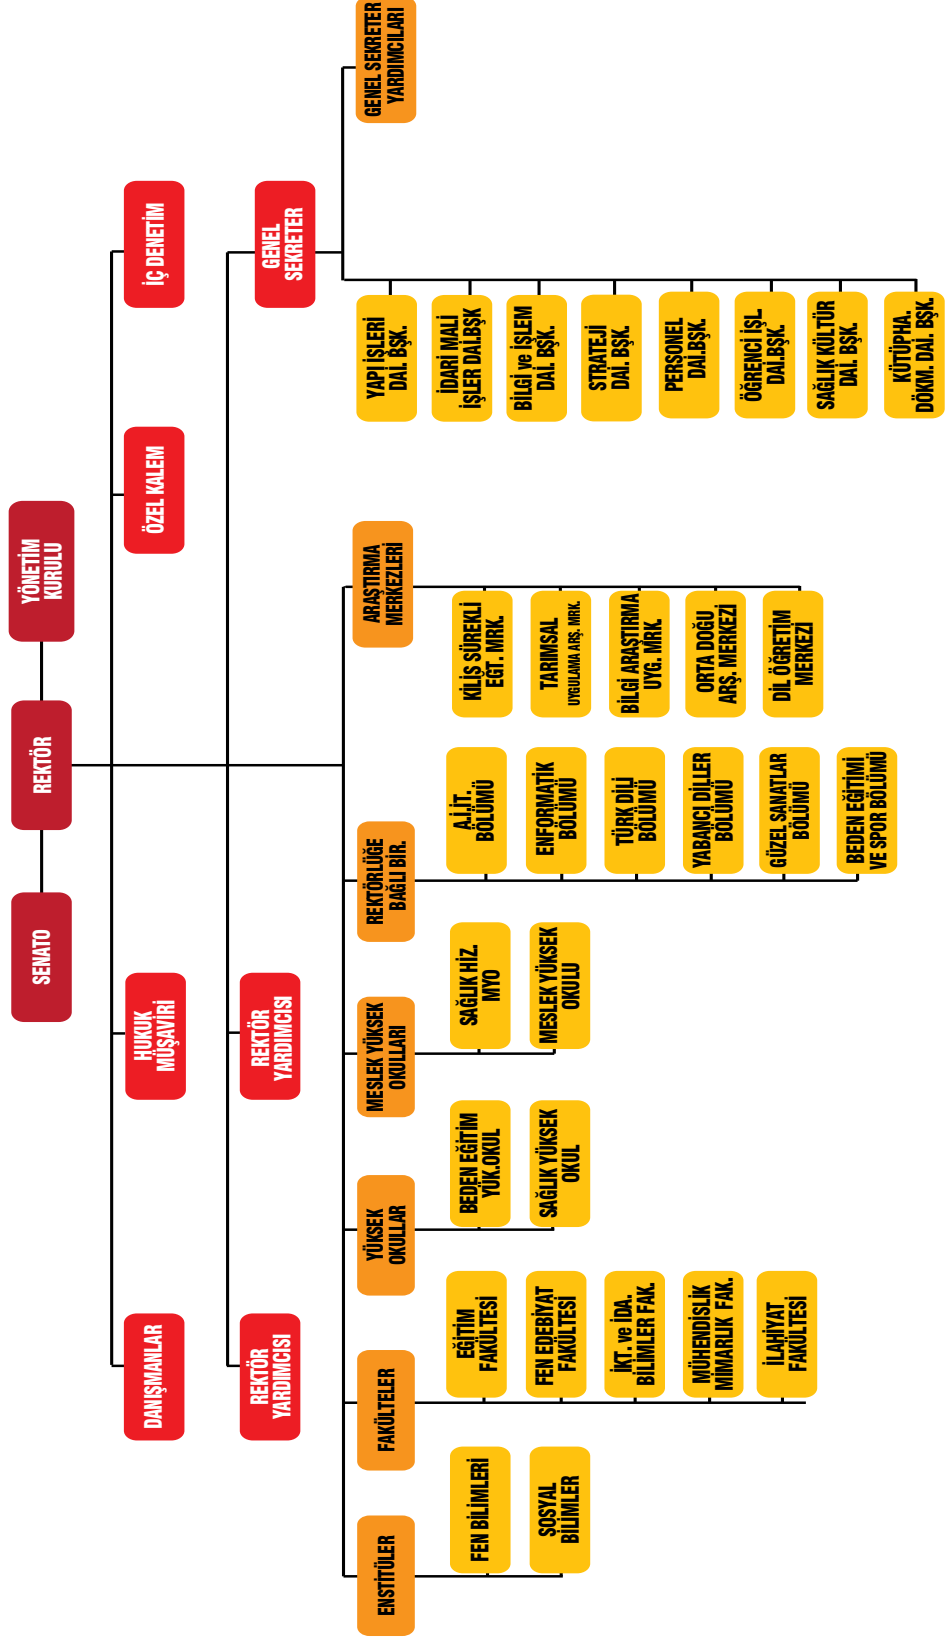 SENATO
REKTÖR
YÖNETİM
KURULU
DANIŞMANLAR
HUKUK
MÜŞAVİRİ
ÖZEL KALEM
İÇ DENETİM
REKTÖR
YARDIMCISI
REKTÖR
YARDIMCISI
GENEL
SEKRETER
ENSTİTÜLER
FEN BİLİMLERİ
SOSYAL
BİLİMLER
FAKÜLTELER
EĞİTİM
FAKÜLTESİ
FEN EDEBİYAT
FAKÜLTESİ
İKT. ve İDA.
BİLİMLER FAK.
MÜHENDİSLİK
MİMARLIK FAK.
İLAHİYAT
FAKÜLTESİ
YÜKSEK
OKULLAR
BEDEN EĞİTİM
YÜK.OKUL
SAĞLIK YÜKSEK
OKUL
MESLEK YÜKSEK
OKULLARI
SAĞLIK HİZ.
MYO
MESLEK YÜKSEK
OKULU
REKTÖRLÜĞE
BAĞLI BİR.
A.İ.İT.
BÖLÜMÜ
ENFORMATİK
BÖLÜMÜ
TÜRK DİLİ
BÖLÜMÜ
YABANCI DİLLER
BÖLÜMÜ
GÜZEL SANATLAR
BÖLÜMÜ
BEDEN EĞİTİMİ
VE SPOR BÖLÜMÜ
ARAŞTIRMA
MERKEZLERİ
KİLİS SÜREKLİ
EĞT. MRK.
TARIMSAL
UYGULAMA ARŞ. MRK.
BİLGİ ARAŞTIRMA
UYG. MRK.
ORTA DOĞU
ARŞ. MERKEZİ
DİL ÖĞRETİM
MERKEZİ
YAPI İŞLERİ
DAİ. BŞK.
İDARİ MALİ
İŞLER DAİ.BŞK
BİLGİ ve İŞLEM
DAİ. BŞK.
STRATEJİ
DAİ. BŞK.
PERSONEL
DAİ.BŞK.
ÖĞRENCİ İŞL.
DAİ.BŞK.
SAĞLIK KÜLTÜR
DAİ. BŞK.
KÜTÜPHA.
DÖKM. DAİ. BŞK.
GENEL SEKRETER
YARDIMCILARI